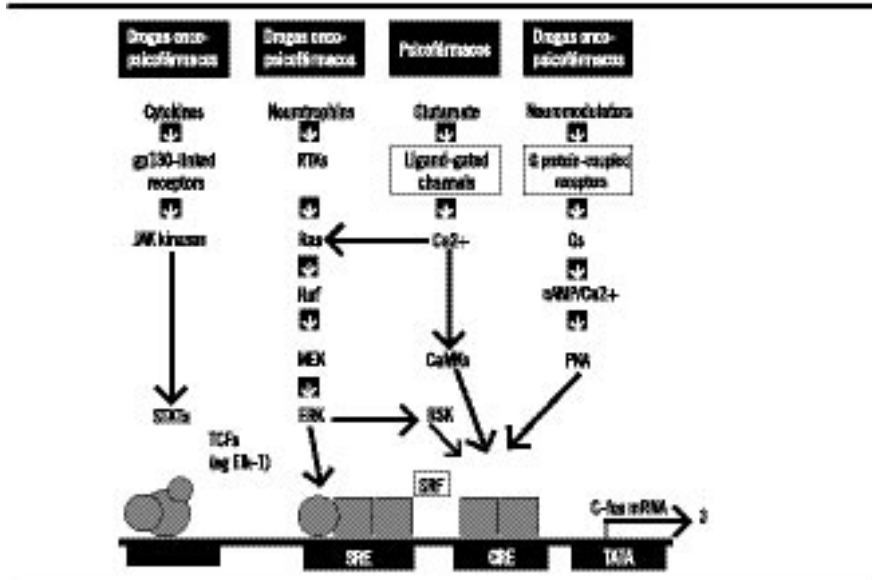 Drogas onco-
psicofármacos
Drogas onco-
psicofármacos
Psicofármacos
Drogas onco-
psicofármacos
Cytokines
Neurotrophins
Glutamate
Neuromodulators
gp130-linked
receptors
RTKs
Ligand-gated
channels
G protein-coupled
receptors
JAK kinases
Ras
Ca2+
Gs
Raf
cAMP/Ca2+
MEK
CaMKs
PKA
STATs
ERK
RSK
TCFs
(eg Elk-1)
SRF
C-fos mRNA
3
SRE
CRE
TATA